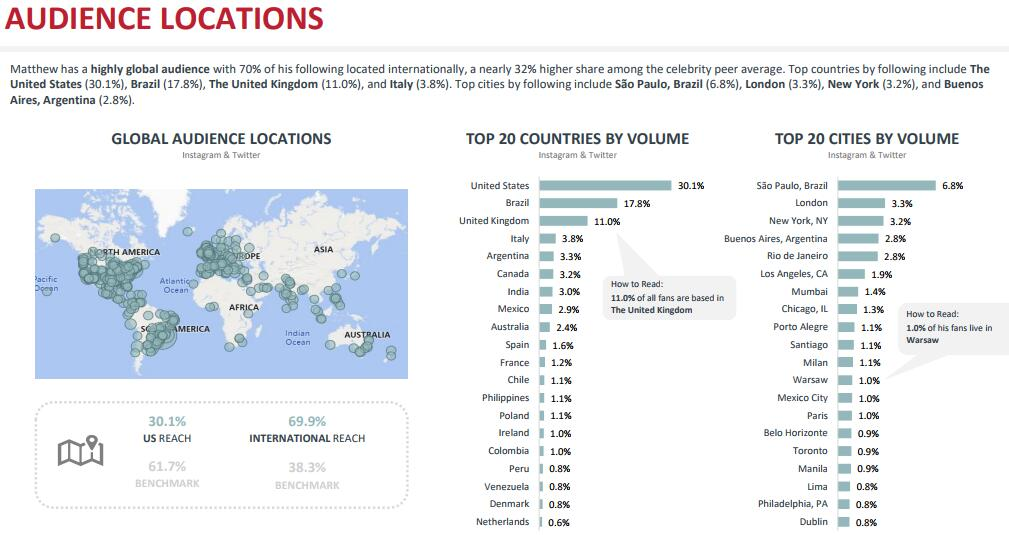 AUDIENCE LOCATIONS
Matthew has a highly global audience with 70% of his following located internationally, a nearly 32% higher share among the celebrity peer average. Top countries by following include The
United States (30.1%), Brazil (17.8%), The United Kingdom (11.0%), and Italy (3.8%). Top cities by following include São Paulo, Brazil (6.8%), London (3.3%), New York (3.2%), and Buenos
Aires, Argentina (2.8%).
GLOBAL AUDIENCE LOCATIONS
Instagram & Twitter
ASIA
Atlantic
Ocean
AFRICA
Indian
Ocean
AUSTRALIA
30.1%
US REACH
69.9%
INTERNATIONAL REACH
61.7%
BENCHMARK
38.3%
BENCHMARK
TOP 20 COUNTRIES BY VOLUME
Instagram & Twitter
United States 30.1%
Brazil 17.8%
United Kingdom 11.0%
Italy 3.8%
Argentina 3.3%
Canada 3.2%
India 3.0%
Mexico 2.9%
Australia 2.4%
Spain 1.6%
France 1.2%
Chile 1.1%
Philippines 1.1%
Poland 1.1%
Ireland 1.0%
Colombia 1.0%
Peru 0.8%
Venezuela 0.8%
Denmark 0.8%
Netherlands 0.6%
How to Read:
11.0% of all fans are based in
The United Kingdom
TOP 20 CITIES BY VOLUME
Instagram & Twitter
São Paulo, Brazil 6.8%
London 3.3%
New York, NY 3.2%
Buenos Aires, Argentina 2.8%
Rio de Janeiro 2.8%
Los Angeles, CA 1.9%
Mumbai 1.4%
Chicago, IL 1.3%
Porto Alegre 1.1%
Santiago 1.1%
Milan 1.1%
Warsaw 1.0%
Mexico City 1.0%
Paris 1.0%
Belo Horizonte 0.9%
Toronto 0.9%
Manila 0.9%
Lima 0.8%
Philadelphia, PA 0.8%
Dublin 0.8%
How to Read:
1.0% of his fans live in
Warsaw